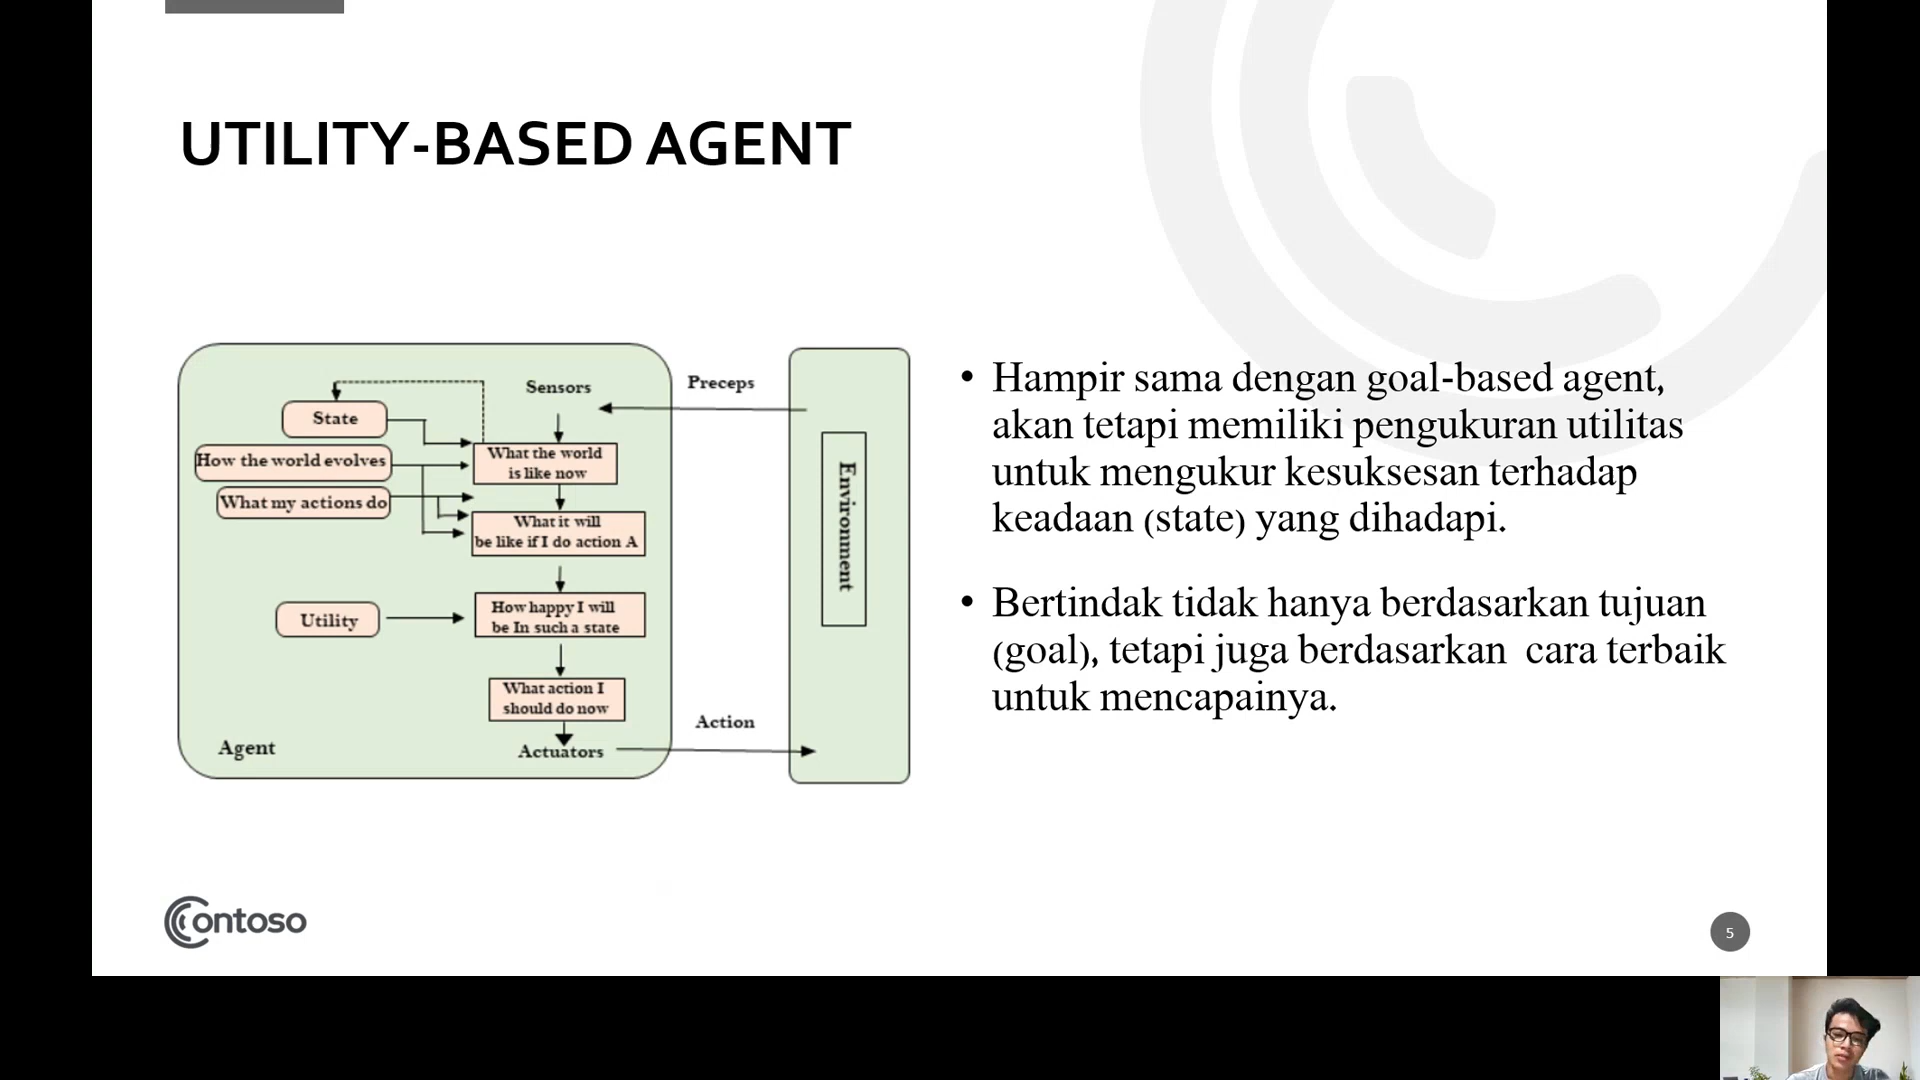 UTILITY-BASED AGENT
Sensors
Preceps
State
How the world evolves
What my actions do
What the world
is like now
What it will
be like if I do action A
Utility
How happy I will
be In such a state
What action I
should do now
Agent
Actuators
Action
Environment
• Hampir sama dengan goal-based agent,
akan tetapi memiliki pengukuran utilitas
untuk mengukur kesuksesan terhadap
keadaan (state) yang dihadapi.
• Bertindak tidak hanya berdasarkan tujuan
(goal), tetapi juga berdasarkan  cara terbaik
untuk mencapainya.
Contoso
5